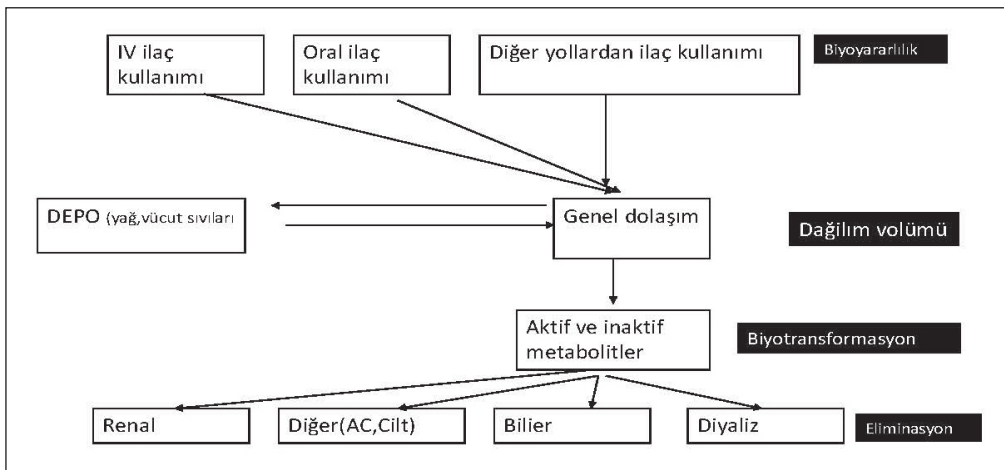 IV ilaç
kullanımı
Oral ilaç
kullanımı
Diğer yollardan ilaç kullanımı
Biyoyararlılık
DEPO (yağ,vücut sıvıları
Genel dolaşım
Dağilım volümü
Aktif ve inaktif
metabolitler
Biyotransformasyon
Renal
Diğer(AC,Cilt)
Bilier
Diyaliz
Eliminasyon